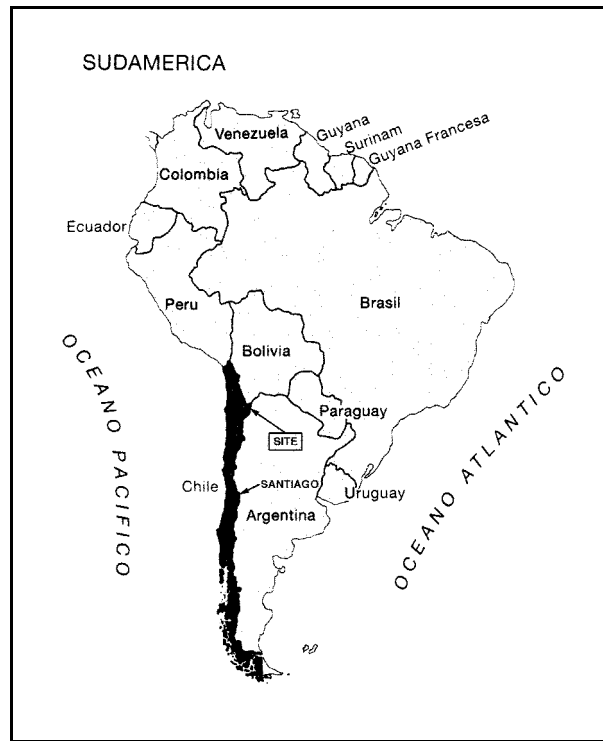 SUDAMERICA
Guyana
Venezuela
Surinam
Guyana Francesa
Colombia
Ecuador
Peru
Brasil
Bolivia
OCEANO PACIFICO
Paraguay
SITE
OCEANO ATLANTICO
Chile
SANTIAGO
Uruguay
Argentina